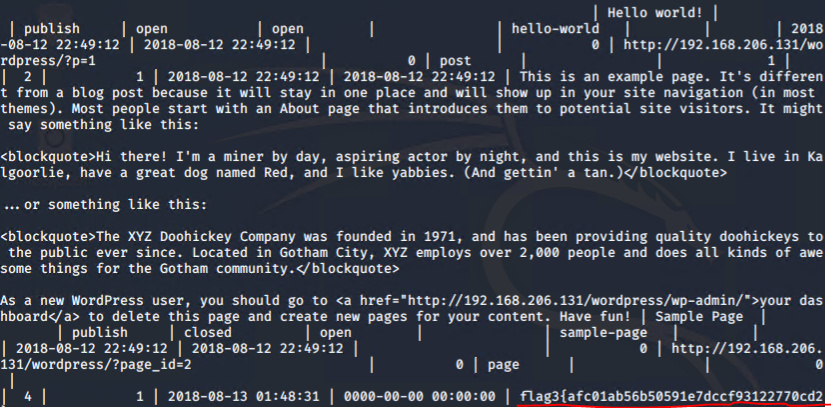 | Hello world! |
| publish | open | open | | hello-world | | | 2018
-08-12 22:49:12 | 2018-08-12 22:49:12 | | 0 | http://192.168.206.131/wo
rdpress/?p=1 | 0 | post | | 1 |
| 2 | 1 | 2018-08-12 22:49:12 | 2018-08-12 22:49:12 | This is an example page. It's differen
t from a blog post because it will stay in one place and will show up in your site navigation (in most
themes). Most people start with an About page that introduces them to potential site visitors. It might
say something like this:
<blockquote>Hi there! I'm a miner by day, aspiring actor by night, and this is my website. I live in Ka
lgoorlie, have a great dog named Red, and I like yabbies. (And gettin' a tan.)</blockquote>
...or something like this:
<blockquote>The XYZ Doohickey Company was founded in 1971, and has been providing quality doohickeys to
the public ever since. Located in Gotham City, XYZ employs over 2,000 people and does all kinds of awe
some things for the Gotham community.</blockquote>
As a new WordPress user, you should go to <a href="http://192.168.206.131/wordpress/wp-admin/">your das
hboard</a> to delete this page and create new pages for your content. Have fun! | Sample Page |
| publish | closed | open | | sample-page | |
| 2018-08-12 22:49:12 | 2018-08-12 22:49:12 | | 0 | http://192.168.206.
131/wordpress/?page_id=2 | 0 | page | | 0
|
| 4 | 1 | 2018-08-13 01:48:31 | 0000-00-00 00:00:00 | flag3{afc01ab56b50591e7dccf93122770cd2